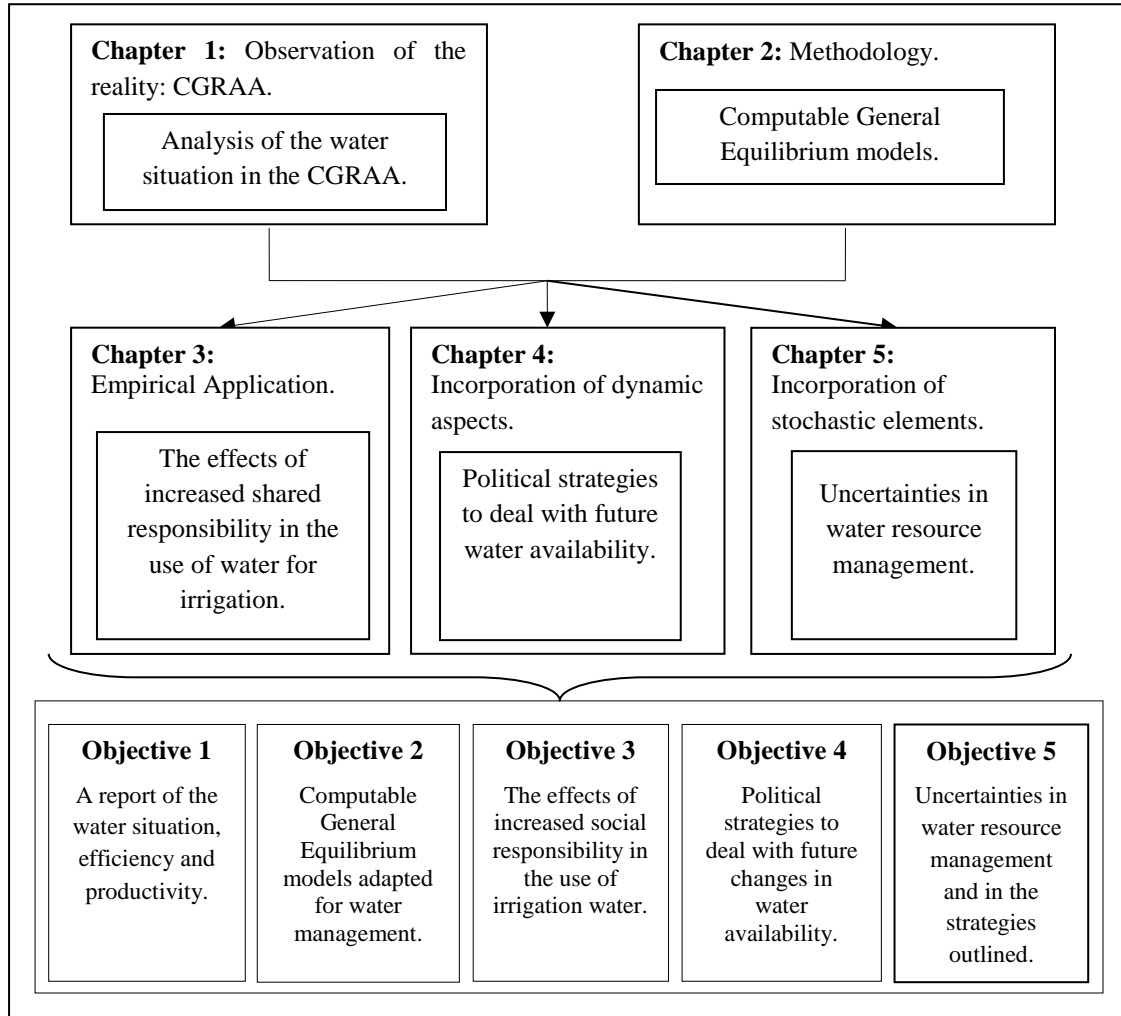 Chapter 1: Observation of the
reality: CGRAA.
Analysis of the water
situation in the CGRAA.
Chapter 2: Methodology.
Computable General
Equilibrium models.
Chapter 3:
Empirical Application.
The effects of
increased shared
responsibility in the
use of water for
irrigation.
Chapter 4:
Incorporation of dynamic
aspects.
Political strategies
to deal with future
water availability.
Chapter 5:
Incorporation of
stochastic elements.
Uncertainties in
water resource
management.
Objective 1
A report of the
water situation,
efficiency and
productivity.
Objective 2
Computable
General
Equilibrium
models adapted
for water
management.
Objective 3
The effects of
increased social
responsibility in
the use of
irrigation water.
Objective 4
Political
strategies to
deal with future
changes in
water
availability.
Objective 5
Uncertainties in
water resource
management
and in the
strategies
outlined.